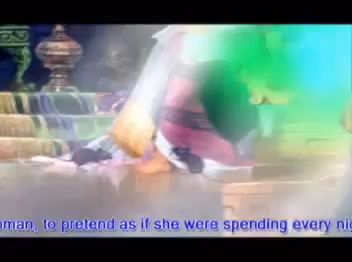 oman, to pretend as if she were spending every nig